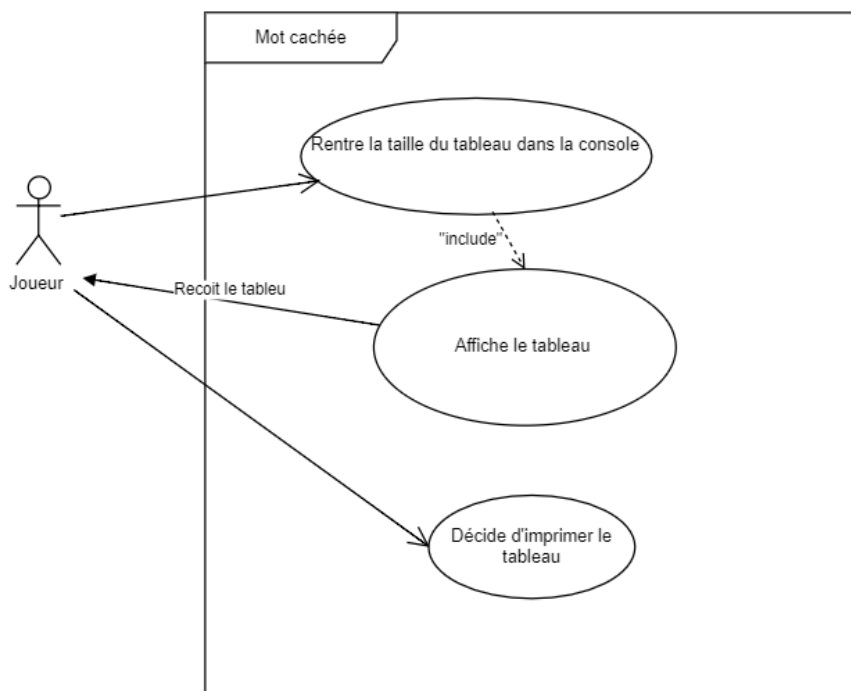 Mot cachée
Rentre la taille du tableau dans la console
"include"
Joueur
Recoit le tableu
Affiche le tableau
Décide d'imprimer le
tableau